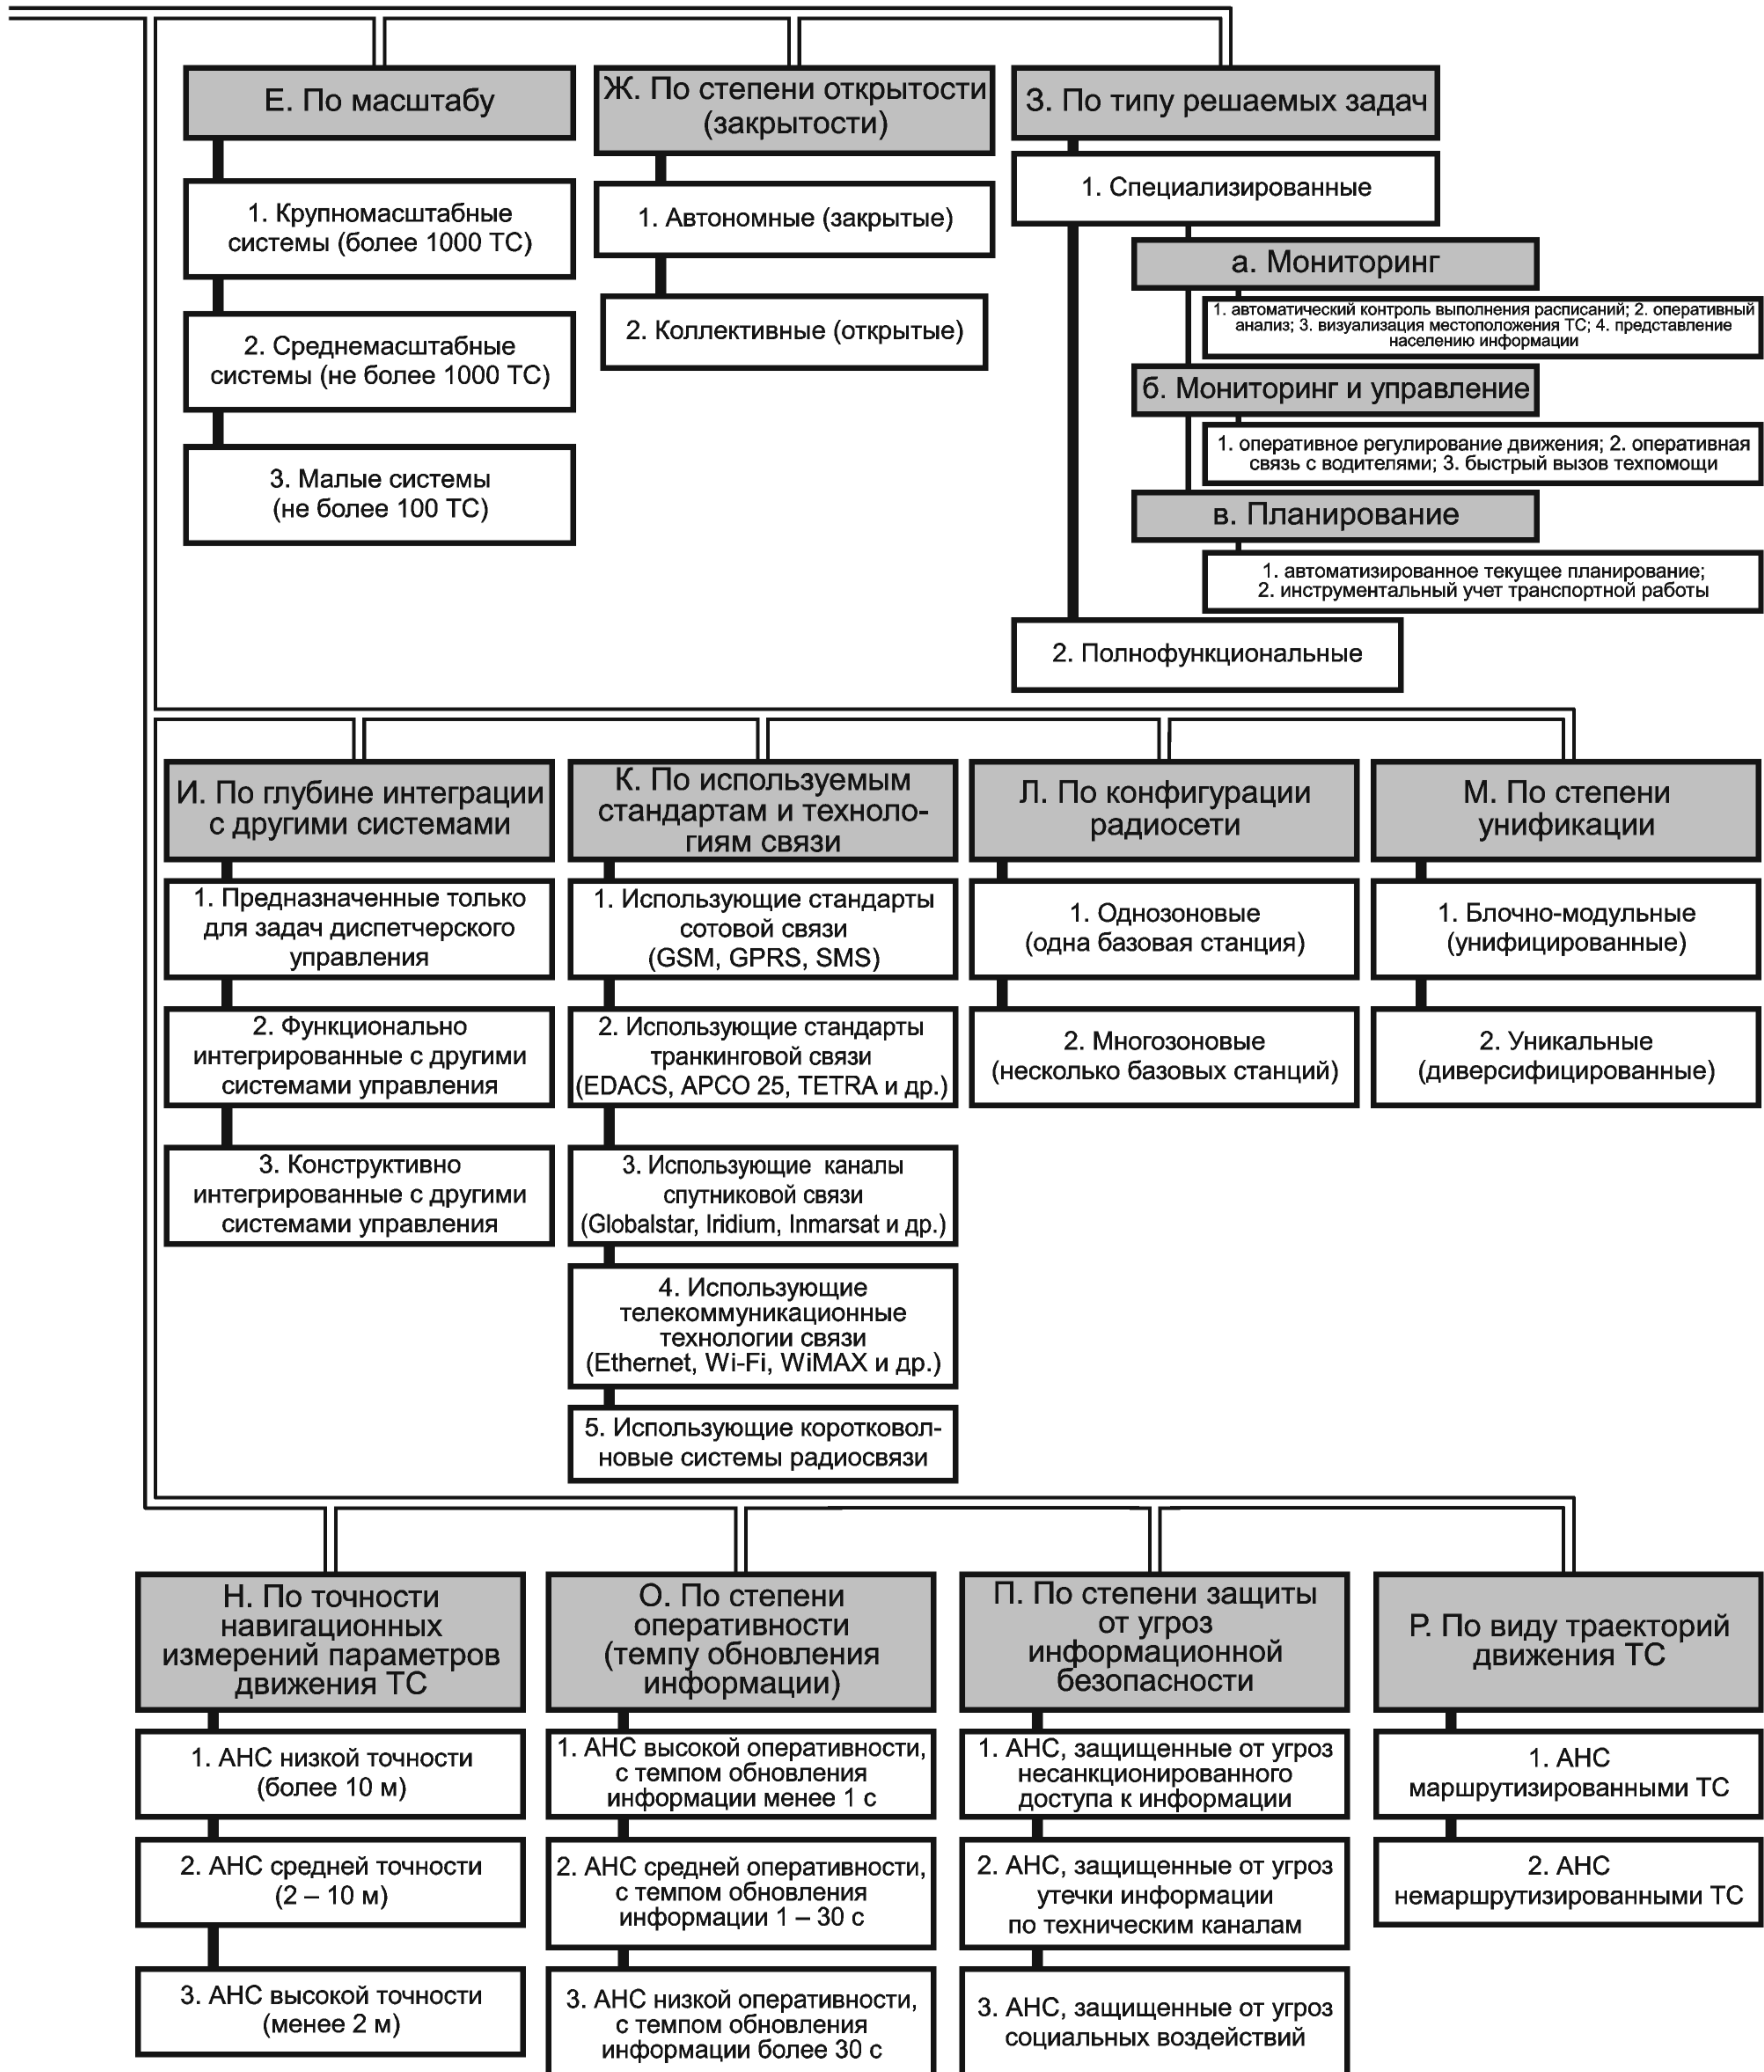 Е. По масштабу
1. Крупномасштабные
системы (более 1000 ТС)
2. Среднемасштабные
системы (не более 1000 ТС)
3. Малые системы
(не более 100 ТС)
Ж. По степени открытости
(закрытости)
1. Автономные (закрытые)
2. Коллективные (открытые)
З. По типу решаемых задач
1. Специализированные
а. Мониторинг
1. автоматический контроль выполнения расписаний; 2. оперативный
анализ; 3. визуализация местоположения ТС; 4. представление
населению информации
б. Мониторинг и управление
1. оперативное регулирование движения; 2. оперативная
связь с водителями; 3. быстрый вызов техпомощи
в. Планирование
1. автоматизированное текущее планирование;
2. инструментальный учет транспортной работы
2. Полнофункциональные
И. По глубине интеграции
с другими системами
1. Предназначенные только
для задач диспетчерского
управления
2. Функционально
интегрированные с другими
системами управления
3. Конструктивно
интегрированные с другими
системами управления
К. По используемым
стандартам и техноло-
гиям связи
1. Использующие стандарты
сотовой связи
(GSM, GPRS, SMS)
2. Использующие стандарты
транкинговой связи
(EDACS, APCO 25, TETRA и др.)
3. Использующие каналы
спутниковой связи
(Globalstar, Iridium, Inmarsat и др.)
4. Использующие
телекоммуникационные
технологии связи
(Ethernet, Wi-Fi, WiMAX и др.)
5. Использующие коротковол-
новые системы радиосвязи
Л. По конфигурации
радиосети
1. Однозоновые
(одна базовая станция)
2. Многозоновые
(несколько базовых станций)
М. По степени
унификации
1. Блочно-модульные
(унифицированные)
2. Уникальные
(диверсифицированные)
Н. По точности
навигационных
измерений параметров
движения ТС
1. АНС низкой точности
(более 10 м)
2. АНС средней точности
(2 – 10 м)
3. АНС высокой точности
(менее 2 м)
О. По степени
оперативности
(темпу обновления
информации)
1. АНС высокой оперативности,
с темпом обновления
информации менее 1 с
2. АНС средней оперативности,
с темпом обновления
информации 1 – 30 с
3. АНС низкой оперативности,
с темпом обновления
информации более 30 с
П. По степени защиты
от угроз
информационной
безопасности
1. АНС, защищенные от угроз
несанкционированного
доступа к информации
2. АНС, защищенные от угроз
утечки информации
по техническим каналам
3. АНС, защищенные от угроз
социальных воздействий
Р. По виду траекторий
движения ТС
1. АНС
маршрутизированными ТС
2. АНС
немаршрутизированными ТС